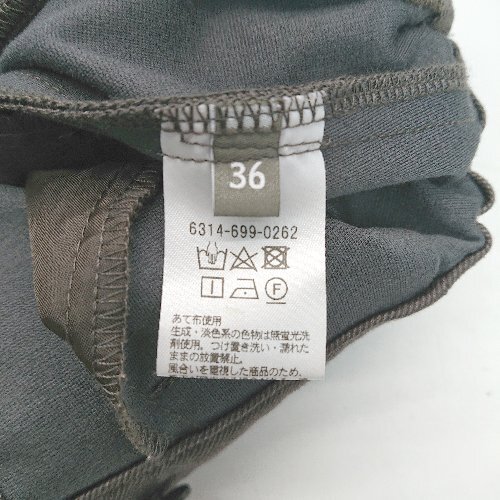 36
6314-699-0262
F
あて布使用
生成・淡色系の色物は無蛍光洗
剤使用。つけ置き洗い・濡れた
ままの放置禁止。
風合いを重視した商品のため、